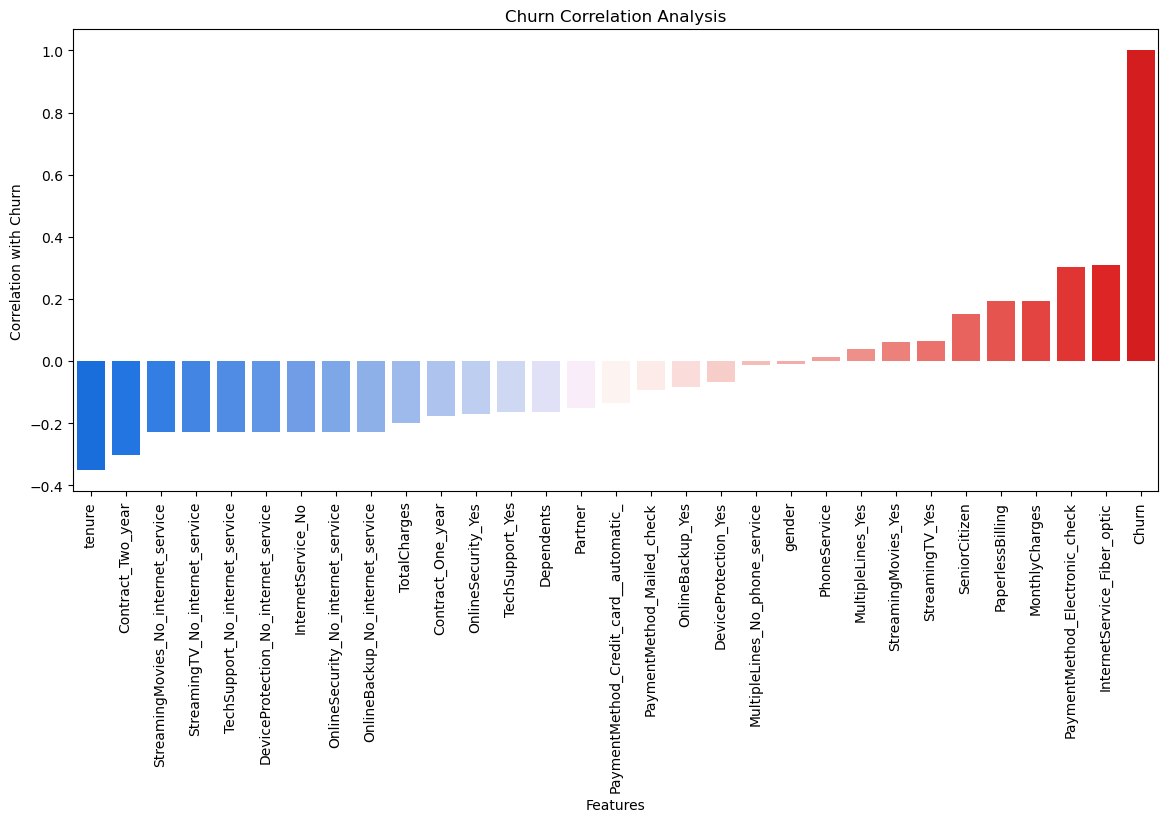 Churn Correlation Analysis
Correlation with Churn
1.0
0.8
0.6
0.4
0.2
0.0
−0.2
−0.4
tenure
Contract_Two_year
StreamingMovies_No_internet_service
StreamingTV_No_internet_service
TechSupport_No_internet_service
DeviceProtection_No_internet_service
InternetService_No
OnlineSecurity_No_internet_service
OnlineBackup_No_internet_service
TotalCharges
Contract_One_year
OnlineSecurity_Yes
TechSupport_Yes
Dependents
Partner
PaymentMethod_Credit_card__automatic_
PaymentMethod_Mailed_check
OnlineBackup_Yes
DeviceProtection_Yes
MultipleLines_No_phone_service
gender
PhoneService
MultipleLines_Yes
StreamingMovies_Yes
StreamingTV_Yes
SeniorCitizen
PaperlessBilling
MonthlyCharges
PaymentMethod_Electronic_check
InternetService_Fiber_optic
Churn
Features